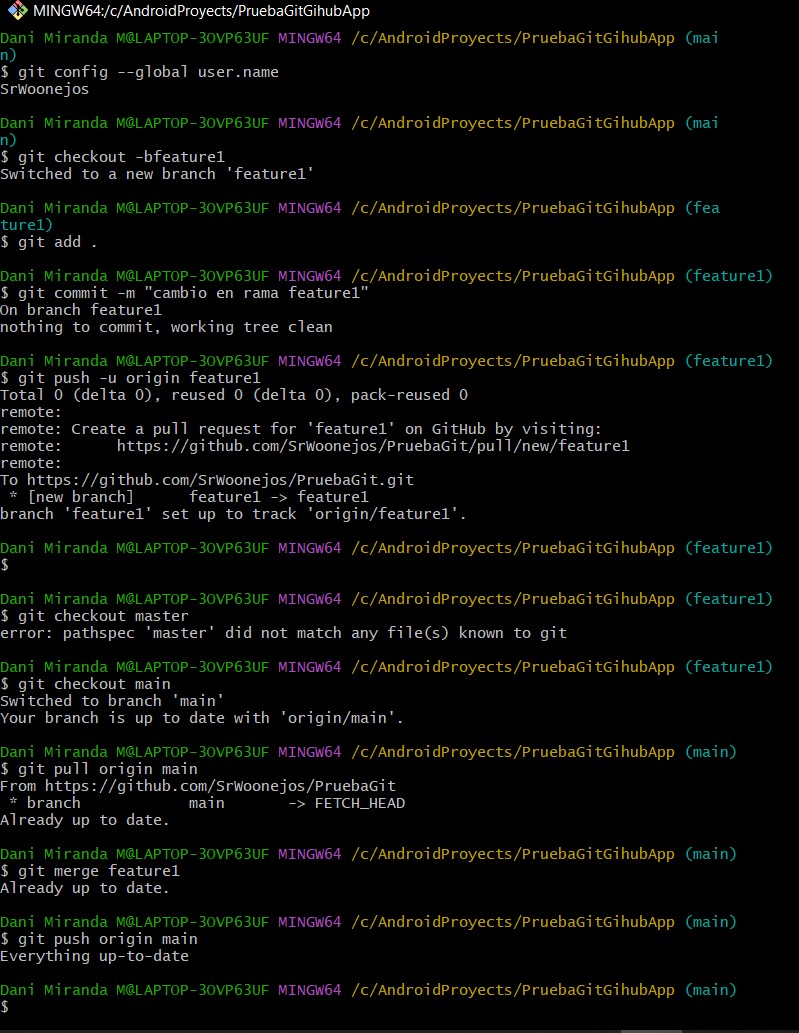 MINGW64:/c/AndroidProyects/PruebaGitGihubApp
Dani Miranda M@LAPTOP-3OVP63UF MINGW64 /c/AndroidProyects/PruebaGitGihubApp (mai
n)
$ git config --global user.name
SrWoonejos
Dani Miranda M@LAPTOP-3OVP63UF MINGW64 /c/AndroidProyects/PruebaGitGihubApp (mai
n)
$ git checkout -bfeature1
Switched to a new branch 'feature1'
Dani Miranda M@LAPTOP-3OVP63UF MINGW64 /c/AndroidProyects/PruebaGitGihubApp (fea
ture1)
$ git add .
Dani Miranda M@LAPTOP-3OVP63UF MINGW64 /c/AndroidProyects/PruebaGitGihubApp (feature1)
$ git commit -m "cambio en rama feature1"
On branch feature1
nothing to commit, working tree clean
Dani Miranda M@LAPTOP-3OVP63UF MINGW64 /c/AndroidProyects/PruebaGitGihubApp (feature1)
$ git push -u origin feature1
Total 0 (delta 0), reused 0 (delta 0), pack-reused 0
remote:
remote: Create a pull request for 'feature1' on GitHub by visiting:
remote:      https://github.com/SrWoonejos/PruebaGit/pull/new/feature1
remote:
To https://github.com/SrWoonejos/PruebaGit.git
 * [new branch]      feature1 -> feature1
branch 'feature1' set up to track 'origin/feature1'.
Dani Miranda M@LAPTOP-3OVP63UF MINGW64 /c/AndroidProyects/PruebaGitGihubApp (feature1)
$
Dani Miranda M@LAPTOP-3OVP63UF MINGW64 /c/AndroidProyects/PruebaGitGihubApp (feature1)
$ git checkout master
error: pathspec 'master' did not match any file(s) known to git
Dani Miranda M@LAPTOP-3OVP63UF MINGW64 /c/AndroidProyects/PruebaGitGihubApp (feature1)
$ git checkout main
Switched to branch 'main'
Your branch is up to date with 'origin/main'.
Dani Miranda M@LAPTOP-3OVP63UF MINGW64 /c/AndroidProyects/PruebaGitGihubApp (main)
$ git pull origin main
From https://github.com/SrWoonejos/PruebaGit
 * branch            main       -> FETCH_HEAD
Already up to date.
Dani Miranda M@LAPTOP-3OVP63UF MINGW64 /c/AndroidProyects/PruebaGitGihubApp (main)
$ git merge feature1
Already up to date.
Dani Miranda M@LAPTOP-3OVP63UF MINGW64 /c/AndroidProyects/PruebaGitGihubApp (main)
$ git push origin main
Everything up-to-date
Dani Miranda M@LAPTOP-3OVP63UF MINGW64 /c/AndroidProyects/PruebaGitGihubApp (main)
$